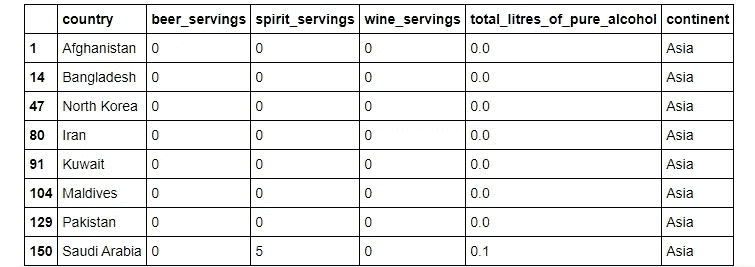 country beer_servings spirit_servings wine_servings total_litres_of_pure_alcohol continent
1 Afghanistan 0 0 0 0.0 Asia
14 Bangladesh 0 0 0 0.0 Asia
47 North Korea 0 0 0 0.0 Asia
80 Iran 0 0 0 0.0 Asia
91 Kuwait 0 0 0 0.0 Asia
104 Maldives 0 0 0 0.0 Asia
129 Pakistan 0 0 0 0.0 Asia
150 Saudi Arabia 0 5 0 0.1 Asia